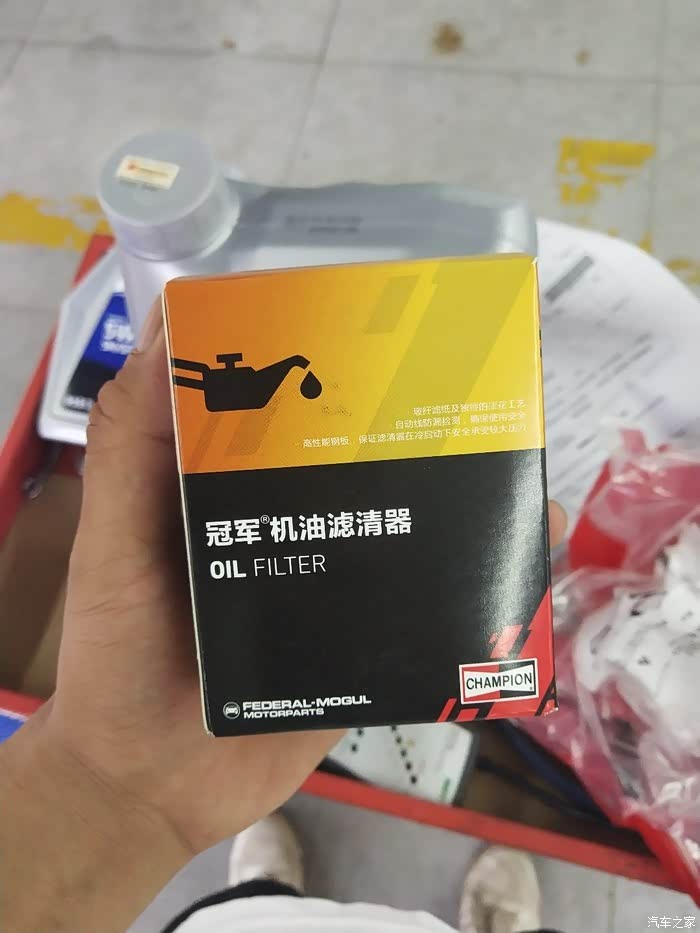 玻纤滤纸及独特的压花工艺
自动线防漏检测,确保使用安全
高性能钢板,保证滤清器在冷启动下安全承受较大压力
冠军®机油滤清器
OIL FILTER
CHAMPION
FEDERAL-MOGUL
MOTORPARTS
汽车之家